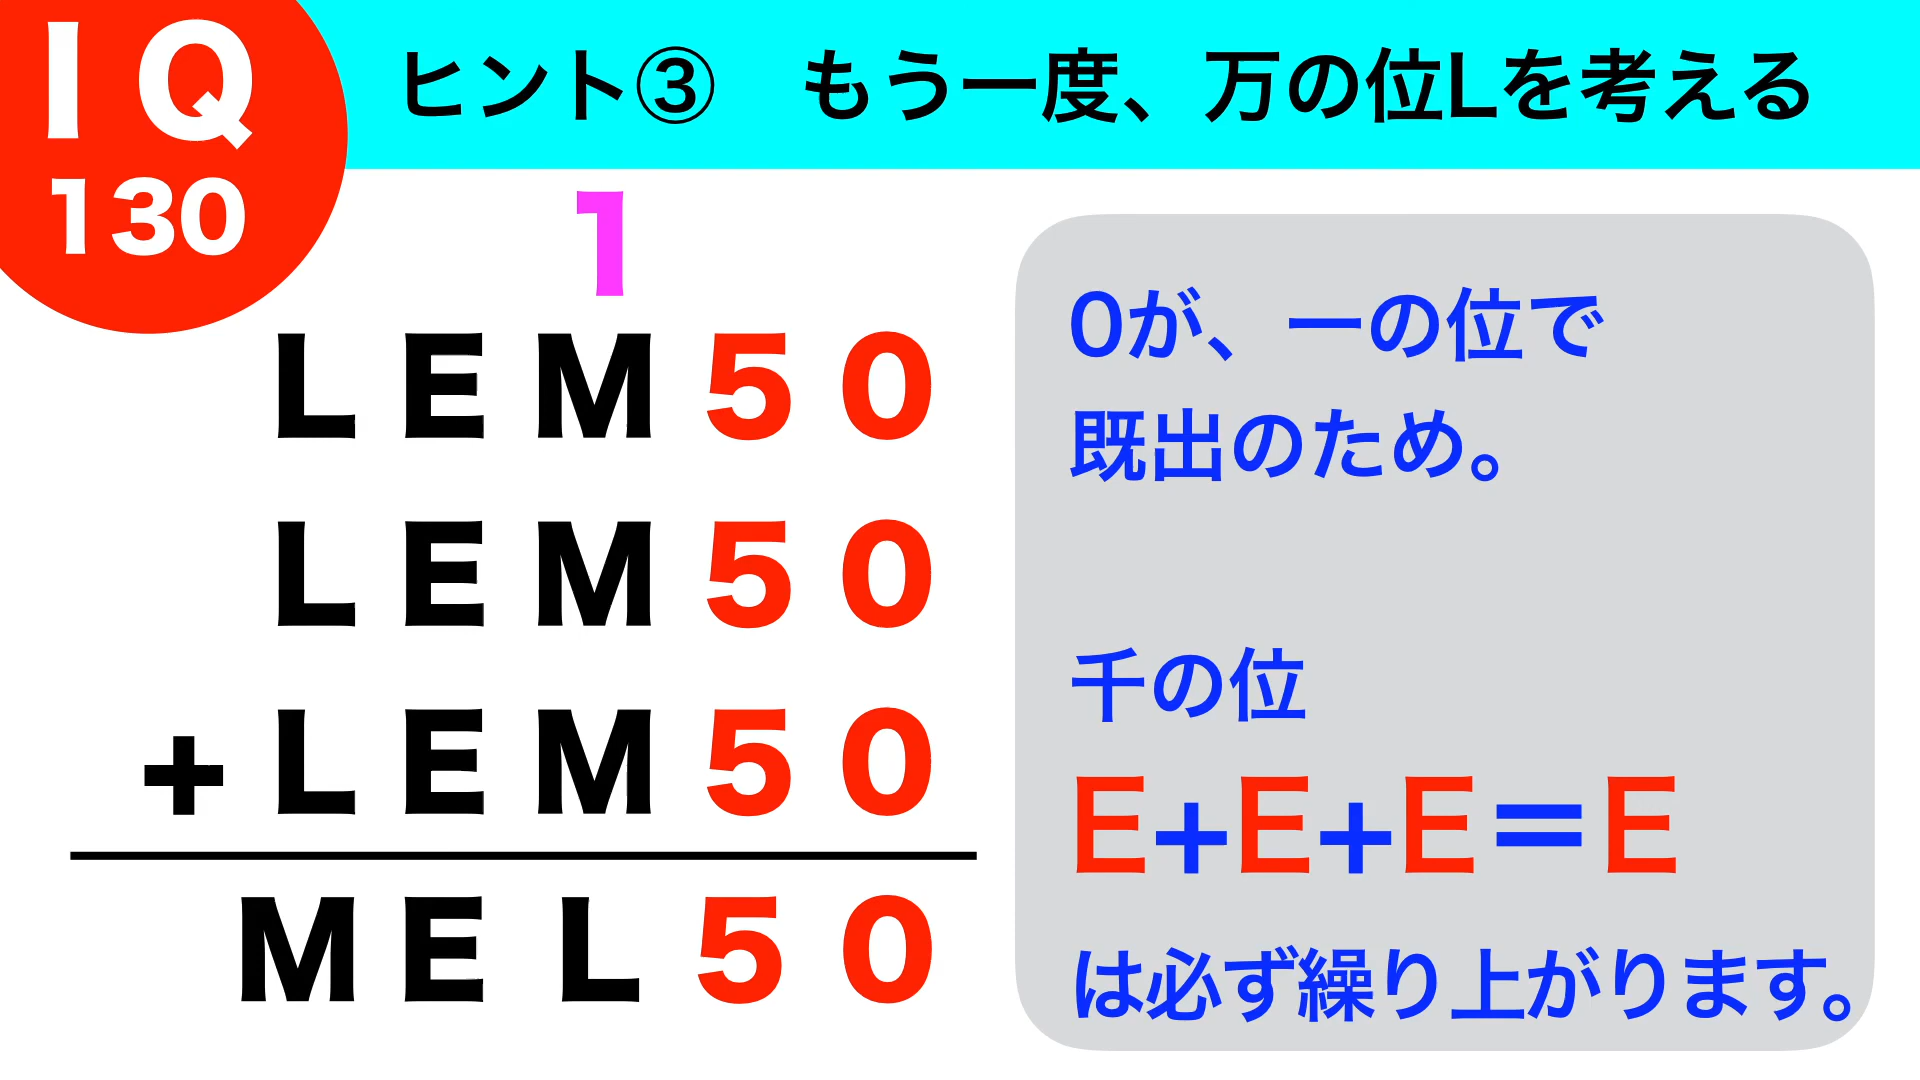 IQ
130
ヒント③　もう一度、万の位Lを考える
1
LEM50
LEM50
+LEM50
MEL50
0が、一の位で
既出のため。
千の位
E+E+E=E
は必ず繰り上がります。